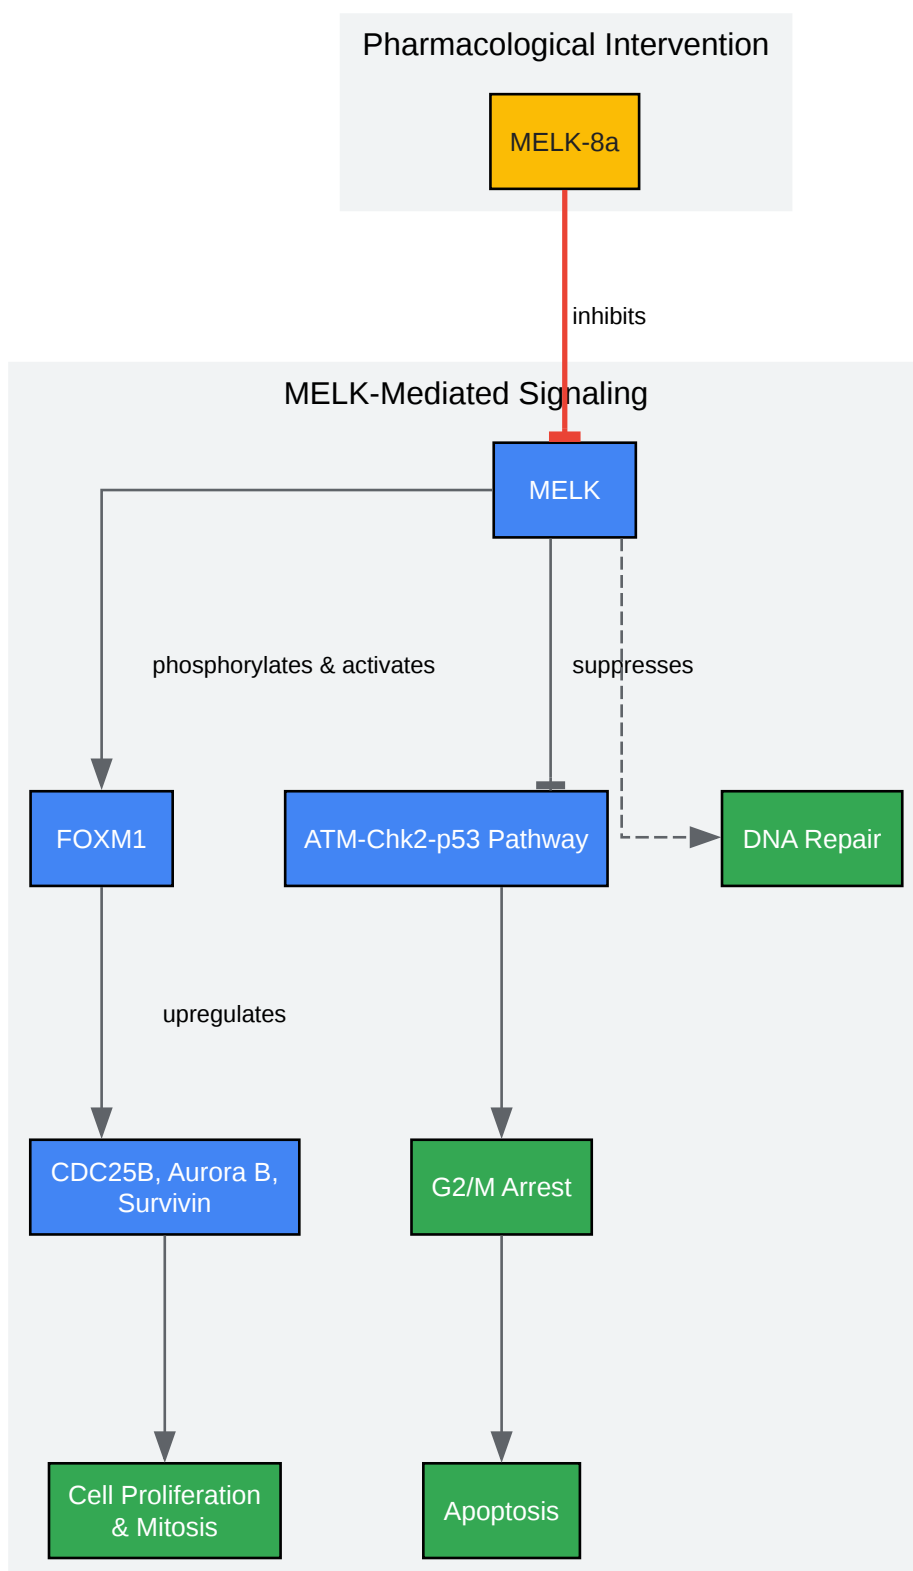 Pharmacological Intervention
MELK-8a
inhibits
MELK-Mediated Signaling
MELK
phosphorylates & activates
suppresses
FOXM1
ATM-Chk2-p53 Pathway
DNA Repair
upregulates
CDC25B, Aurora B,
Survivin
G2/M Arrest
Cell Proliferation
& Mitosis
Apoptosis